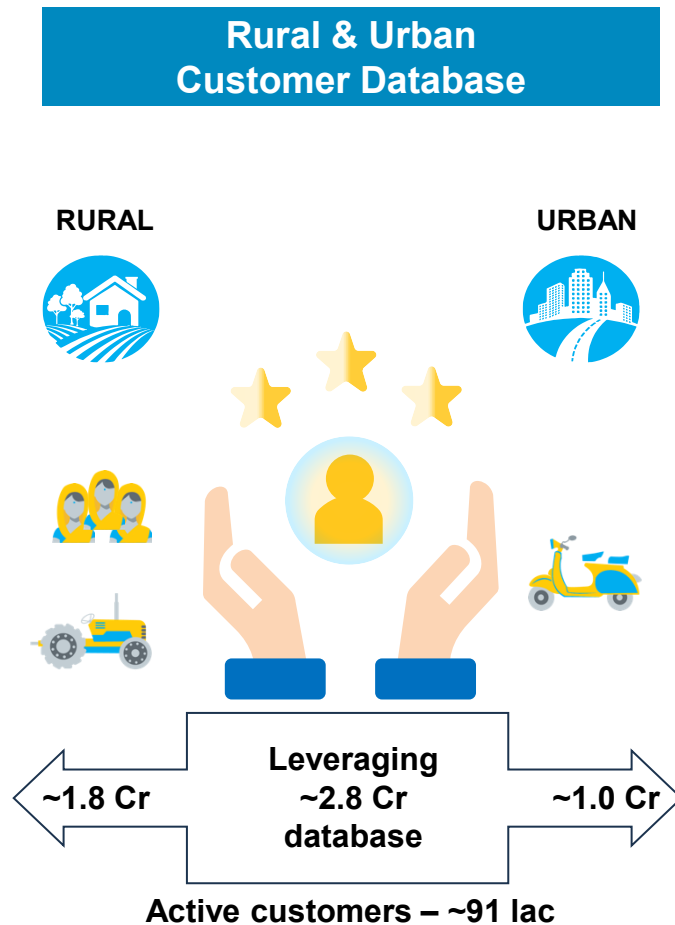 Rural & Urban
Customer Database
RURAL
URBAN
~1.8 Cr
Leveraging
~2.8 Cr
database
~1.0 Cr
Active customers – ~91 lac